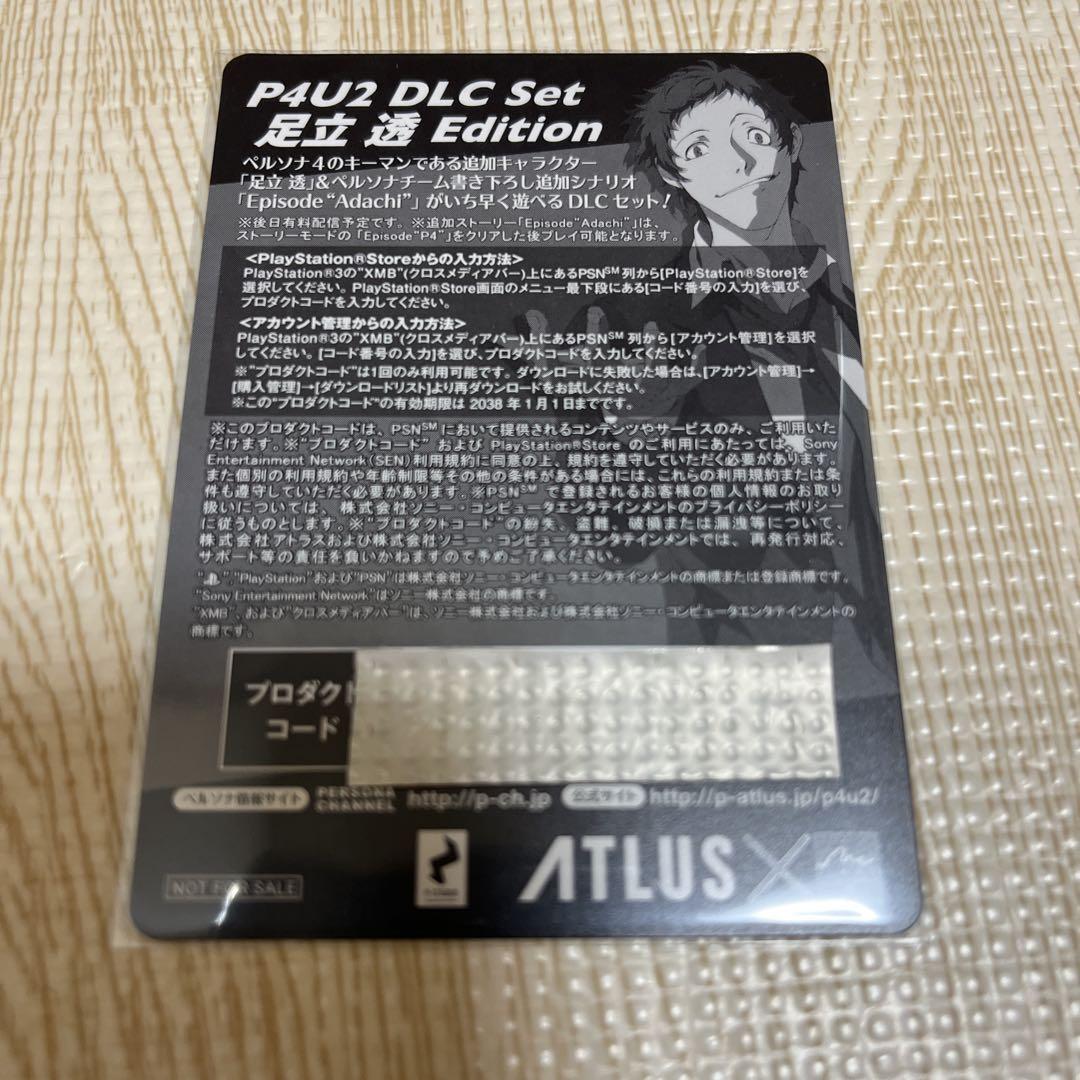 P4U2 DLC Set
足立 透 Edition
ペルソナ4のキーマンである追加キャラクター
「足立 透」&ペルソナチーム書き下ろし追加シナリオ
「Episode “Adachi”」がいち早く遊べるDLCセット!
※後日有料配信予定です。※追加ストーリー「Episode“Adachi”」は、
ストーリーモードの「Episode“P4”」をクリアした後プレイ可能となります。
<PlayStation®Storeからの入力方法>
PlayStation®3の"XMB"(クロスメディアバー)上にあるPSN℠列から[PlayStation®Store]を
選択してください。PlayStation®Store画面のメニュー最下段にある[コード番号の入力]を選び、
プロダクトコードを入力してください。
<アカウント管理からの入力方法>
PlayStation®3の"XMB"(クロスメディアバー)上にあるPSN℠ 列から[アカウント管理]を選択
してください。[コード番号の入力]を選び、プロダクトコードを入力してください。
※“プロダクトコード”は1回のみ利用可能です。ダウンロードに失敗した場合は、[アカウント管理]→
[購入管理]→[ダウンロードリスト]より再ダウンロードをお試しください。
※この"プロダクトコード"の有効期限は 2038 年1月1日までです。
※このプロダクトコードは、PSN℠において提供されるコンテンツやサービスのみ、ご利用いた
だけます。※“プロダクトコード” および PlayStation®Store のご利用にあたっては、Sony
Entertainment Network(SEN)利用規約に同意の上、規約を遵守していただく必要があります。
また個別の利用規約や年齢制限等その他の条件がある場合には、これらの利用規約または条
件も遵守していただく必要があります。※PSN℠ で登録されるお客様の個人情報のお取り
扱いについては、株式会社ソニー・コンピュータエンタテインメントのプライバシーポリシー
に従うものとします。※“プロダクトコード”の紛失、盗難、破損または漏洩等について、
株式会社アトラスおよび株式会社ソニー・コンピュータエンタテインメントでは、再発行対応、
サポート等の責任を負いかねますので予めご了承ください。
"PlayStation"および"PSN"は株式会社ソニー・コンピュータエンタテインメントの商標または登録商標です。
"Sony Entertainment Network"はソニー株式会社の商標です。
"XMB"、および"クロスメディアバー"は、ソニー株式会社および株式会社ソニー・コンピュータエンタテインメントの
商標です。
プロダクト
コード
ペルソナ情報サイト PERSONA CHANNEL http://p-ch.jp 公式サイト http://p-atlus.jp/p4u2/
NOT FOR SALE
ATLUS